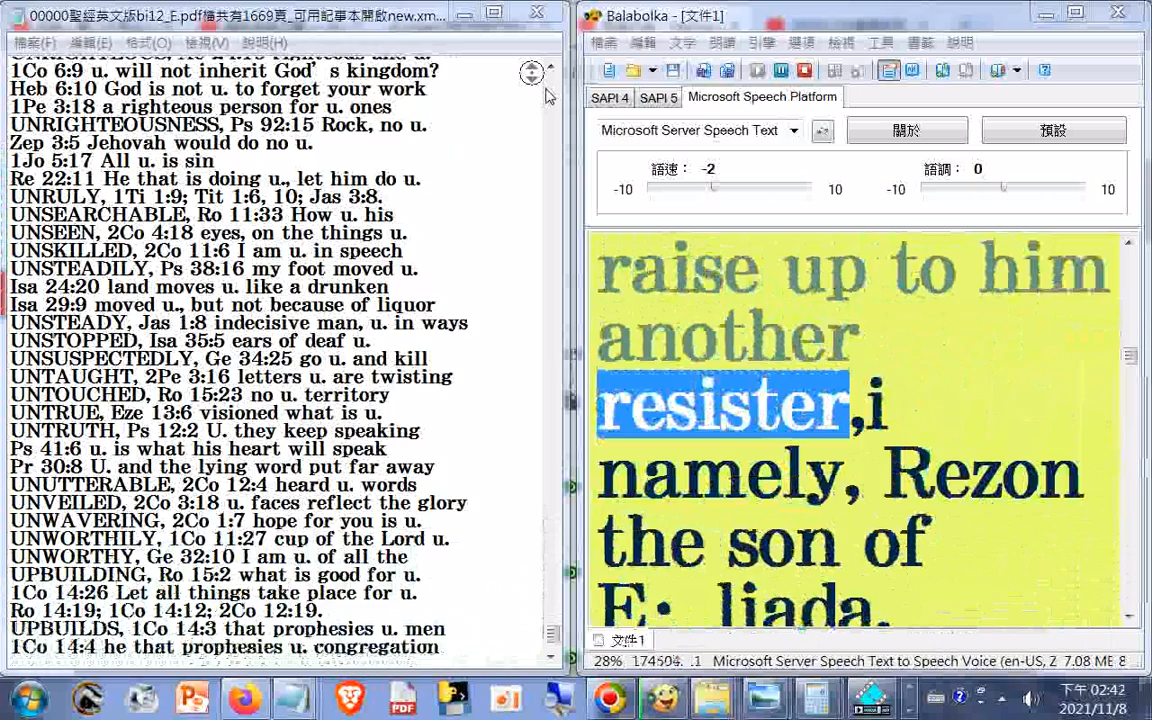 00000聖經英文版bi12_E.pdf檔共有1669頁_可用記事本開啟new.xm...
檔案(F) 編輯(E) 格式(O) 檢視(V) 說明(H)
1Co 6:9 u. will not inherit God's kingdom?
Heb 6:10 God is not u. to forget your work
1Pe 3:18 a righteous person for u. ones
UNRIGHTEOUSNESS, Ps 92:15 Rock, no u.
Zep 3:5 Jehovah would do no u.
1Jo 5:17 All u. is sin
Re 22:11 He that is doing u., let him do u.
UNRULY, 1Ti 1:9; Tit 1:6, 10; Jas 3:8.
UNSEARCHABLE, Ro 11:33 How u. his
UNSEEN, 2Co 4:18 eyes, on the things u.
UNSKILLED, 2Co 11:6 I am u. in speech
UNSTEADILY, Ps 38:16 my foot moved u.
Isa 24:20 land moves u. like a drunken
Isa 29:9 moved u., but not because of liquor
UNSTEADY, Jas 1:8 indecisive man, u. in ways
UNSTOPPED, Isa 35:5 ears of deaf u.
UNSUSPECTEDLY, Ge 34:25 go u. and kill
UNTAUGHT, 2Pe 3:16 letters u. are twisting
UNTOUCHED, Ro 15:23 no u. territory
UNTRUE, Eze 13:6 visioned what is u.
UNTRUTH, Ps 12:2 U. they keep speaking
Ps 41:6 u. is what his heart will speak
Pr 30:8 U. and the lying word put far away
UNUTTERABLE, 2Co 12:4 heard u. words
UNVEILED, 2Co 3:18 u. faces reflect the glory
UNWAVERING, 2Co 1:7 hope for you is u.
UNWORTHILY, 1Co 11:27 cup of the Lord u.
UNWORTHY, Ge 32:10 I am u. of all the
UPBUILDING, Ro 15:2 what is good for u.
1Co 14:26 Let all things take place for u.
Ro 14:19; 1Co 14:12; 2Co 12:19.
UPBUILDS, 1Co 14:3 that prophesies u. men
1Co 14:4 he that prophesies u. congregation
Balabolka - [文件1]
檔案 編輯 文字 朗讀 引擎 選項 檢視 工具 書籤 說明
SAPI 4 SAPI 5 Microsoft Speech Platform
Microsoft Server Speech Text 關於 預設
語速： -2 語調： 0
-10 10 -10 10
raise up to him
another
resister,i
namely, Rezon
the son of
E·liada,
文件1
28% 174504. .1 Microsoft Server Speech Text to Speech Voice (en-US, Z 7.08 MB 8
下午 02:42
2021/11/8